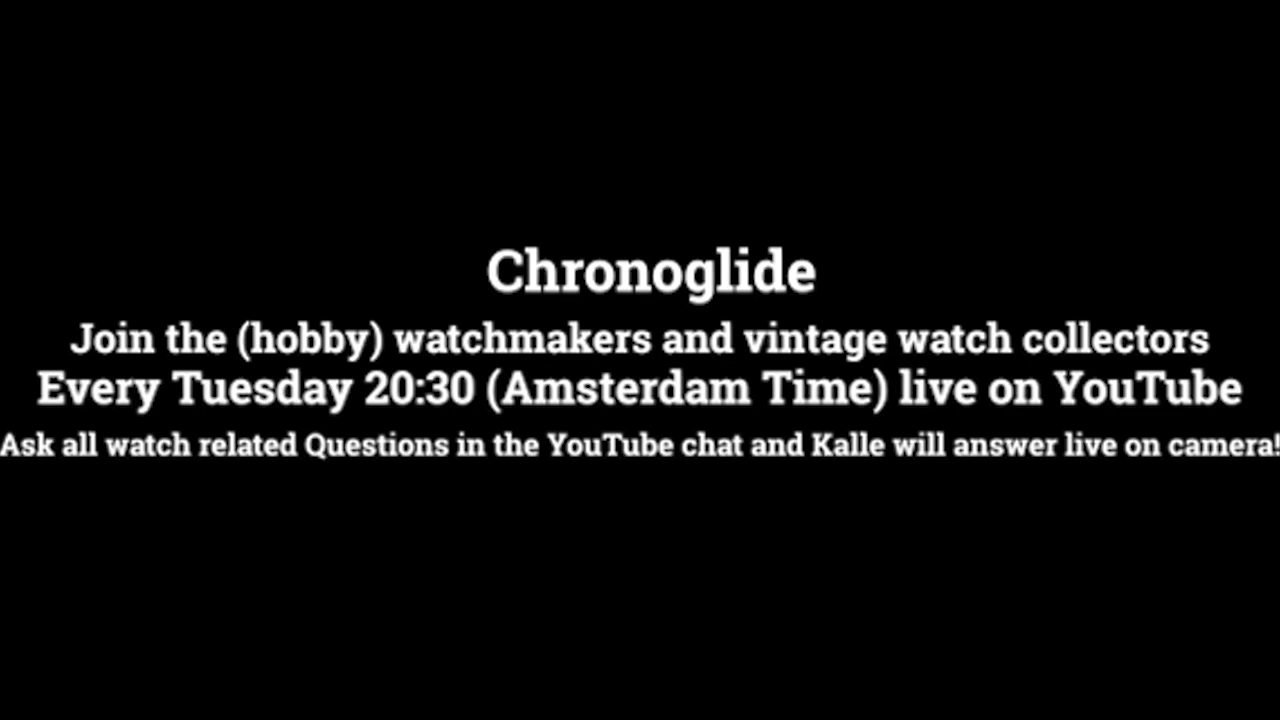 Chronoglide
Join the (hobby) watchmakers and vintage watch collectors
Every Tuesday 20:30 (Amsterdam Time) live on YouTube
Ask all watch related Questions in the YouTube chat and Kalle will answer live on camera!